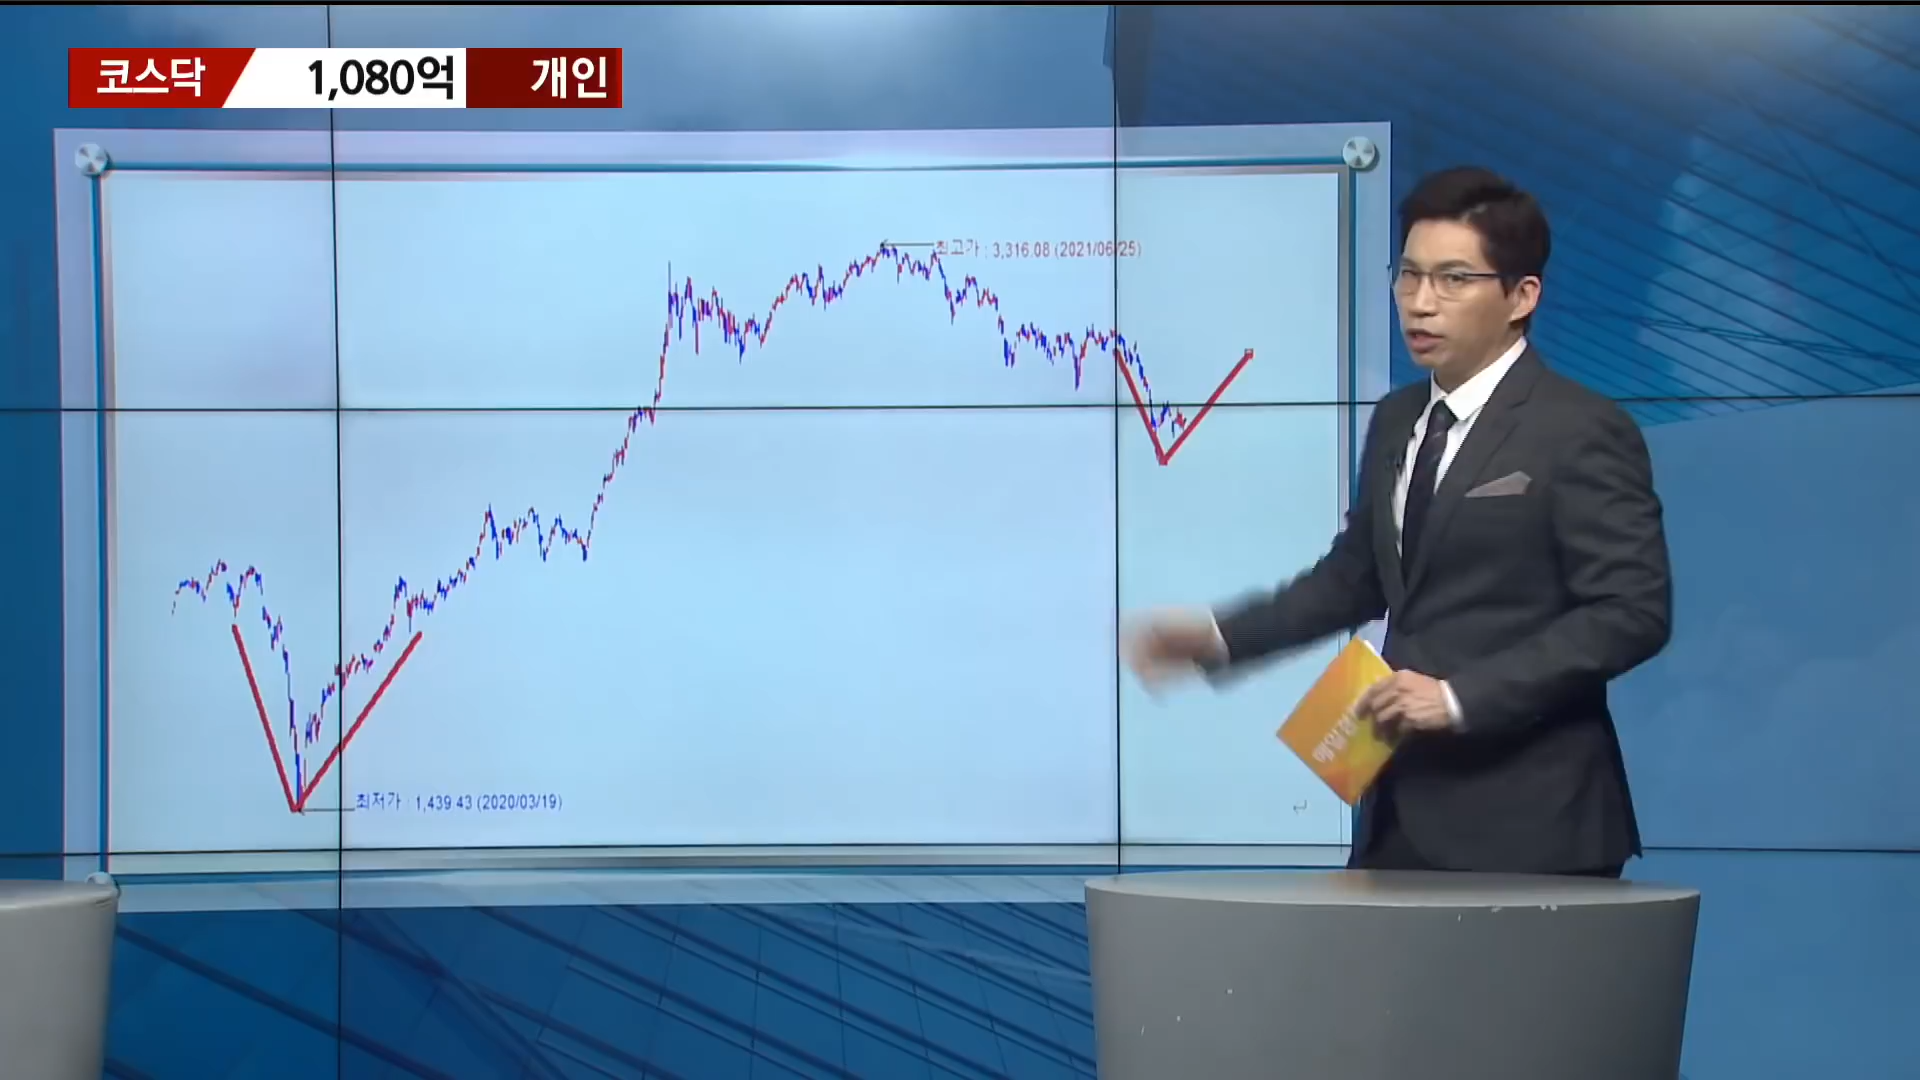 코스닥 1,080억 개인
최고가 : 3,316.08 (2021/06/25)
최저가 : 1,439.43 (2020/03/19)